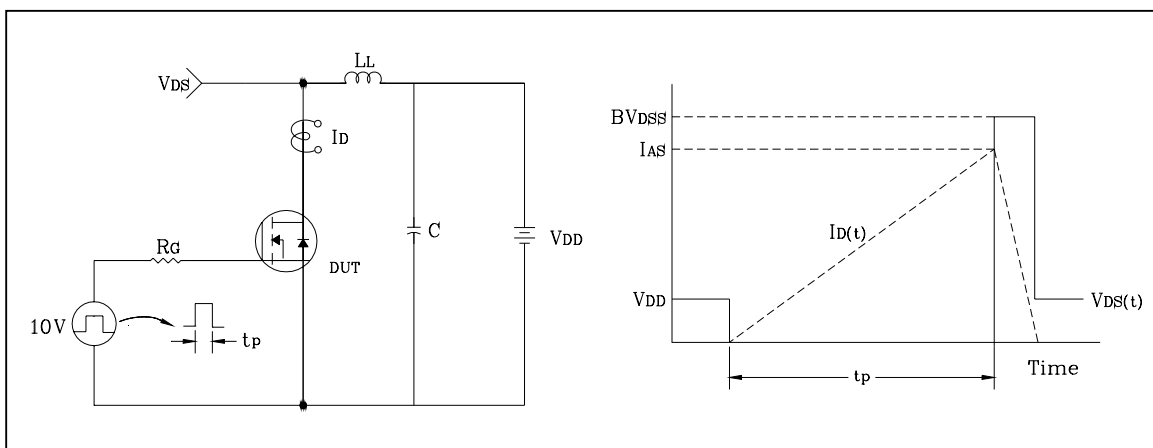 LL
VDS
ID
C
VDD
RG
DUT
10V
tp
BVDSS
IAS
ID(t)
VDD
VDS(t)
tp
Time